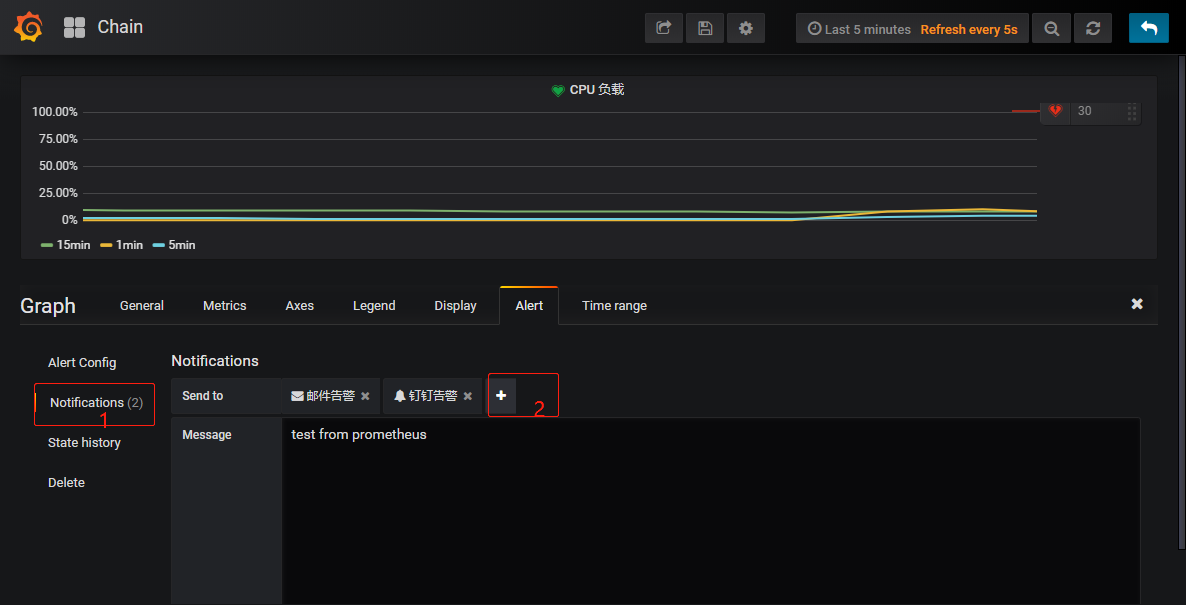 Chain
Last 5 minutes Refresh every 5s
CPU 负载
100.00%
30
75.00%
50.00%
25.00%
0%
15min 1min 5min
Graph General Metrics Axes Legend Display Alert Time range
Alert Config
Notifications (2)
1
State history
Delete
Notifications
Send to 邮件告警 钉钉告警
2
Message
test from prometheus